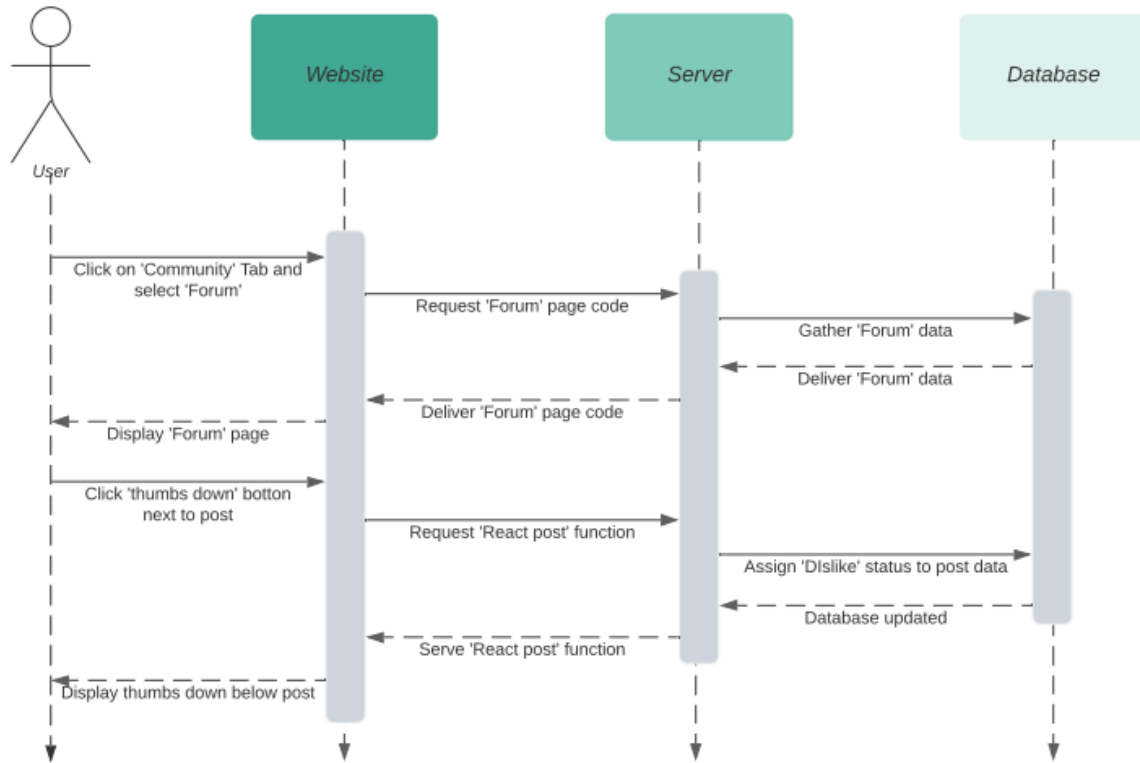 Website
Server
Database
User
Click on 'Community' Tab and
select 'Forum'
Request 'Forum' page code
Gather 'Forum' data
Deliver 'Forum' data
Deliver 'Forum' page code
Display 'Forum' page
Click 'thumbs down' botton
next to post
Request 'React post' function
Assign 'DIslike' status to post data
Database updated
Serve 'React post' function
Display thumbs down below post